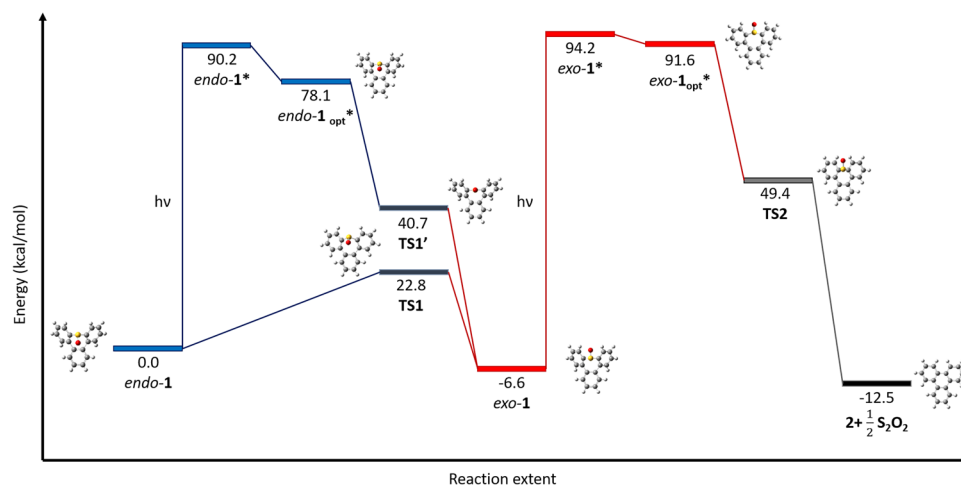 Energy (kcal/mol)
90.2
endo-1*
78.1
endo-1 opt*
94.2
exo-1*
91.6
exo-1opt*
hν
hν
40.7
TS1’
49.4
TS2
22.8
TS1
0.0
endo-1
-6.6
exo-1
-12.5
2+ 1/2 S₂O₂
Reaction extent